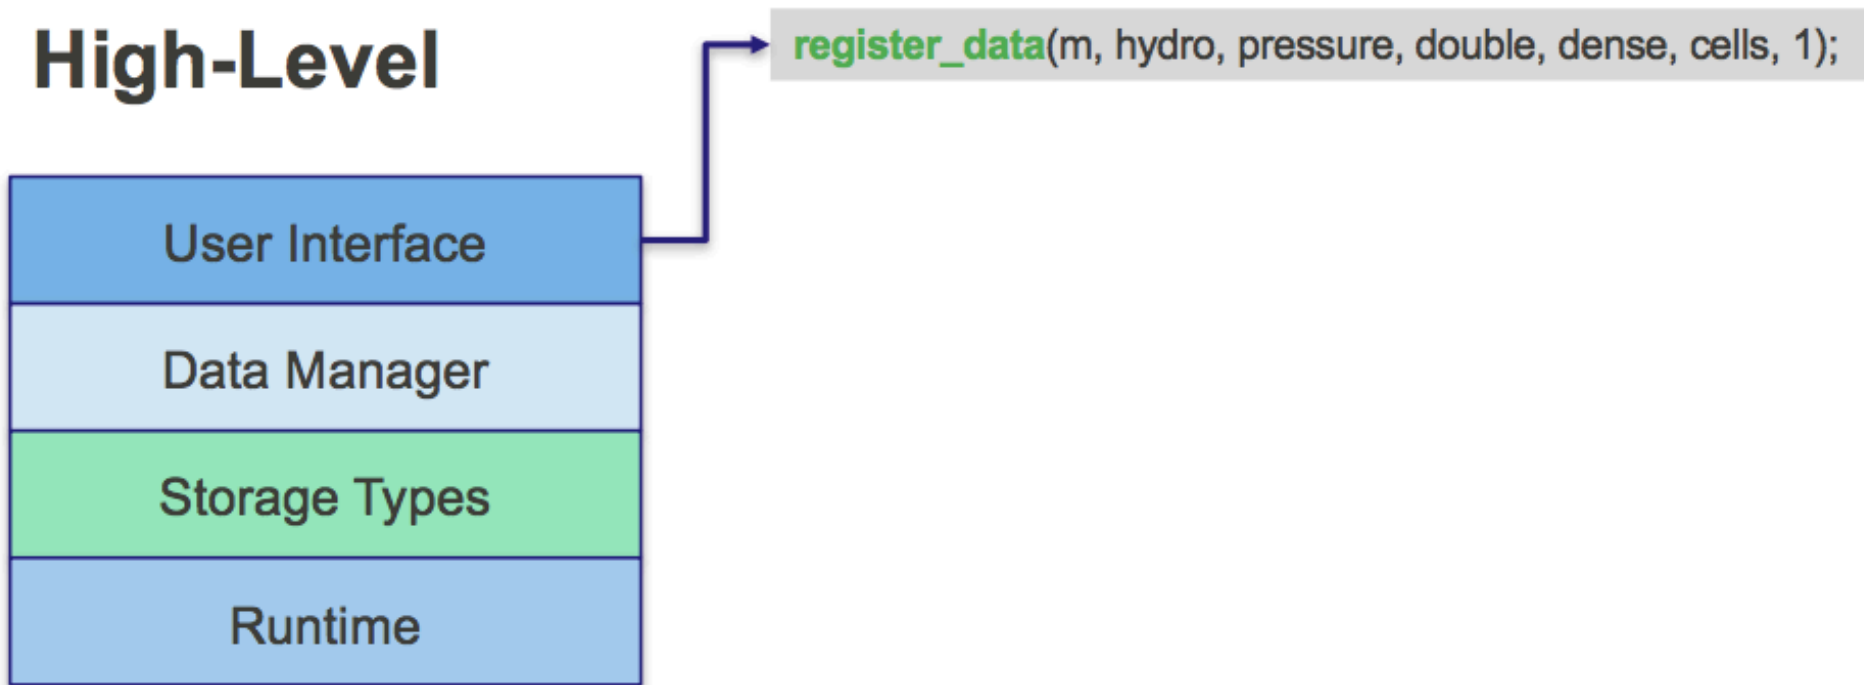 High-Level
register_data(m, hydro, pressure, double, dense, cells, 1);
User Interface
Data Manager
Storage Types
Runtime